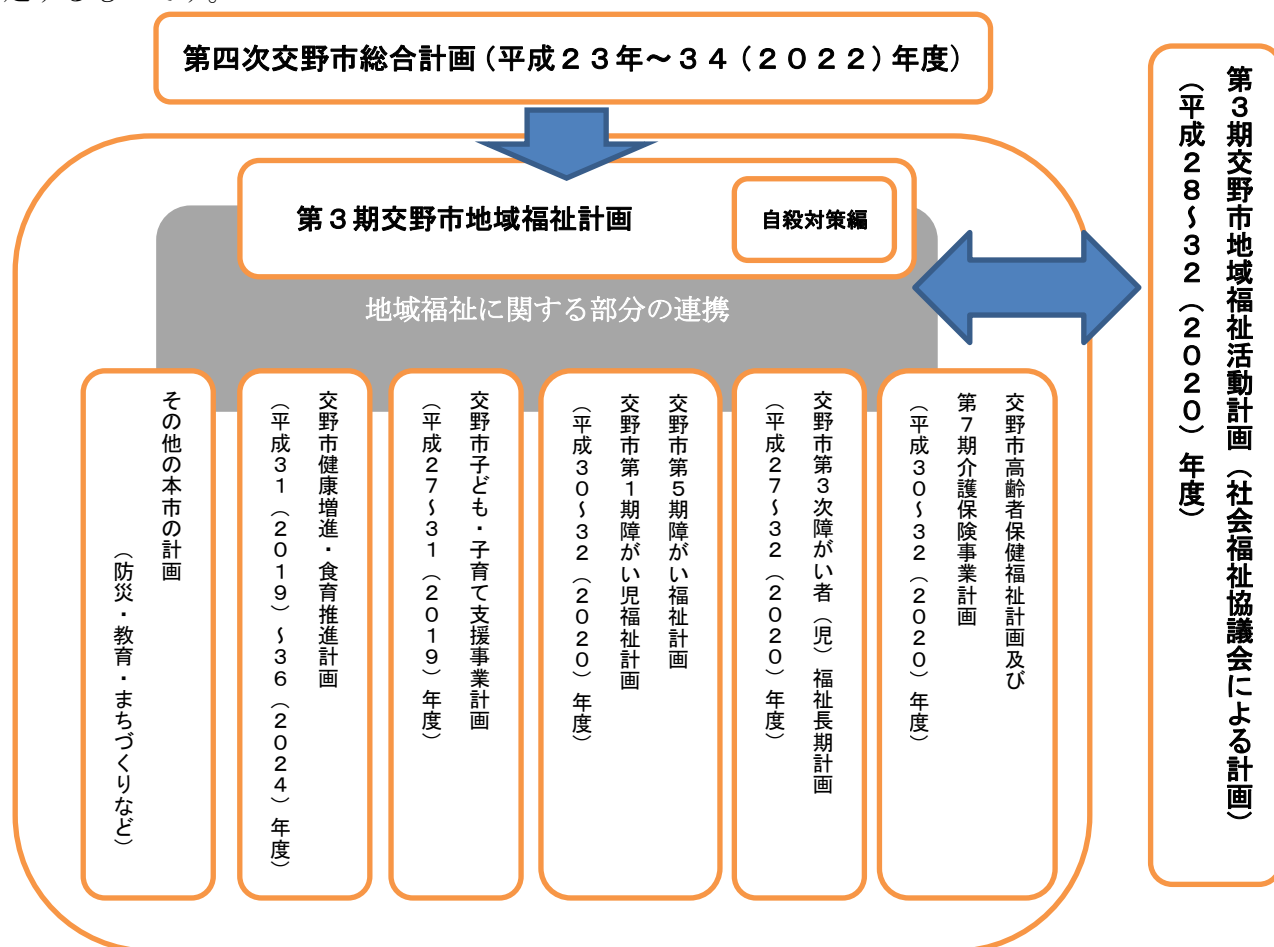 第四次交野市総合計画（平成２３年～３４（２０２２）年度）
第３期交野市地域福祉計画
自殺対策編
地域福祉に関する部分の連携
第３期交野市地域福祉活動計画（社会福祉協議会による計画）
（平成２８～３２（２０２０）年度）
交野市高齢者保健福祉計画及び
第７期介護保険事業計画
（平成３０～３２（２０２０）年度）
交野市第３次障がい者（児）福祉長期計画
（平成２７～３２（２０２０）年度）
交野市第５期障がい福祉計画
交野市第１期障がい児福祉計画
（平成３０～３２（２０２０）年度）
交野市子ども・子育て支援事業計画
（平成２７～３１（２０１９）年度）
交野市健康増進・食育推進計画
（平成３１（２０１９）～３６（２０２４）年度）
その他の本市の計画
（防災・教育・まちづくりなど）